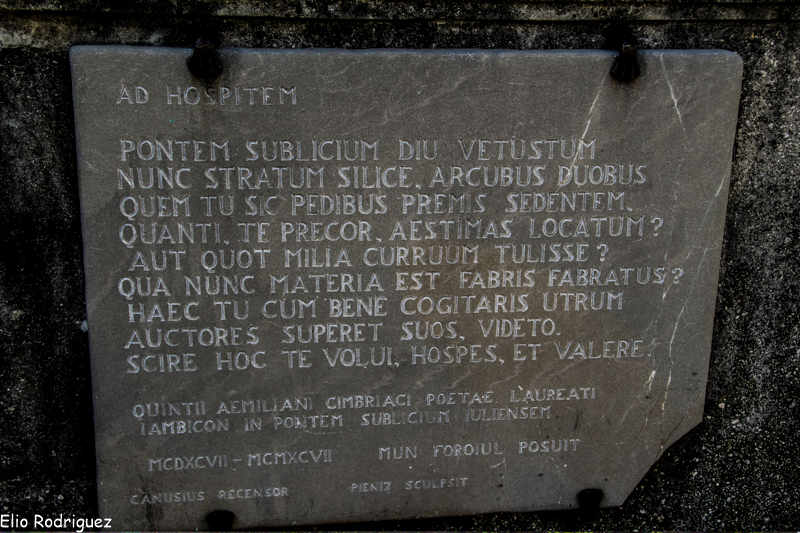 AD HOSPITEM
PONTEM SUBLICIUM DIU VETUSTUM
NUNC STRATUM SILICE, ARCUBUS DUOBUS
QUEM TU SIC PEDIBUS PREMIS SEDENTEM,
QUANTI, TE PRECOR, AESTIMAS LOCATUM?
AUT QUOT MILIA CURRUUM TULISSE?
QUA NUNC MATERIA EST FABRIS FABRATUS?
HAEC TU CUM BENE COGITARIS UTRUM
AUCTORES SUPERET SUOS, VIDETO.
SCIRE HOC TE VOLUI, HOSPES, ET VALERE.
QUINTII AEMILIANI CIMBRIACI POETAE LAUREATI
IAMBICON IN PONTEM SUBLICIUM IULIENSEM
MCDXCVII - MCMXCVII MUN FOROIUL POSUIT
CANUSIUS RECENSOR PIENIZ SCULPSIT
Elio Rodriguez